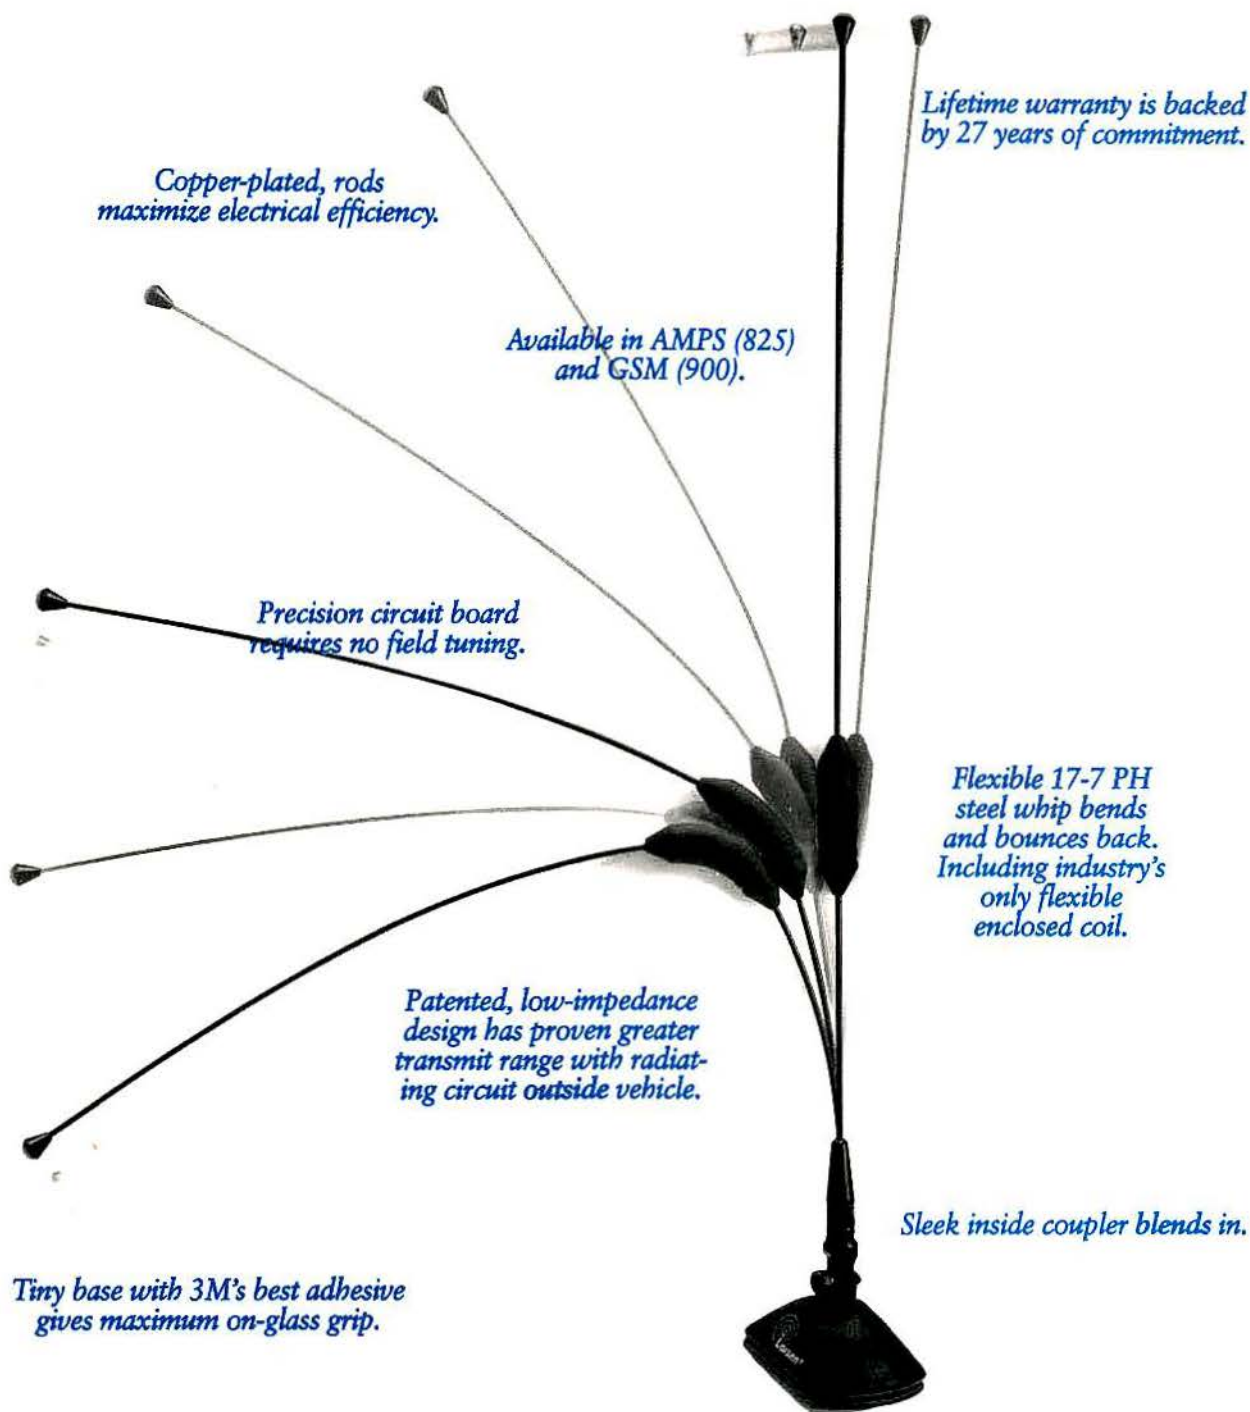 Lifetime warranty is backed
by 27 years of commitment.
Copper-plated, rods
maximize electrical efficiency.
Available in AMPS (825)
and GSM (900).
Precision circuit board
requires no field tuning.
Flexible 17-7 PH
steel whip bends
and bounces back.
Including industry's
only flexible
enclosed coil.
Patented, low-impedance
design has proven greater
transmit range with radiat-
ing circuit outside vehicle.
Sleek inside coupler blends in.
Tiny base with 3M's best adhesive
gives maximum on-glass grip.
Larsen